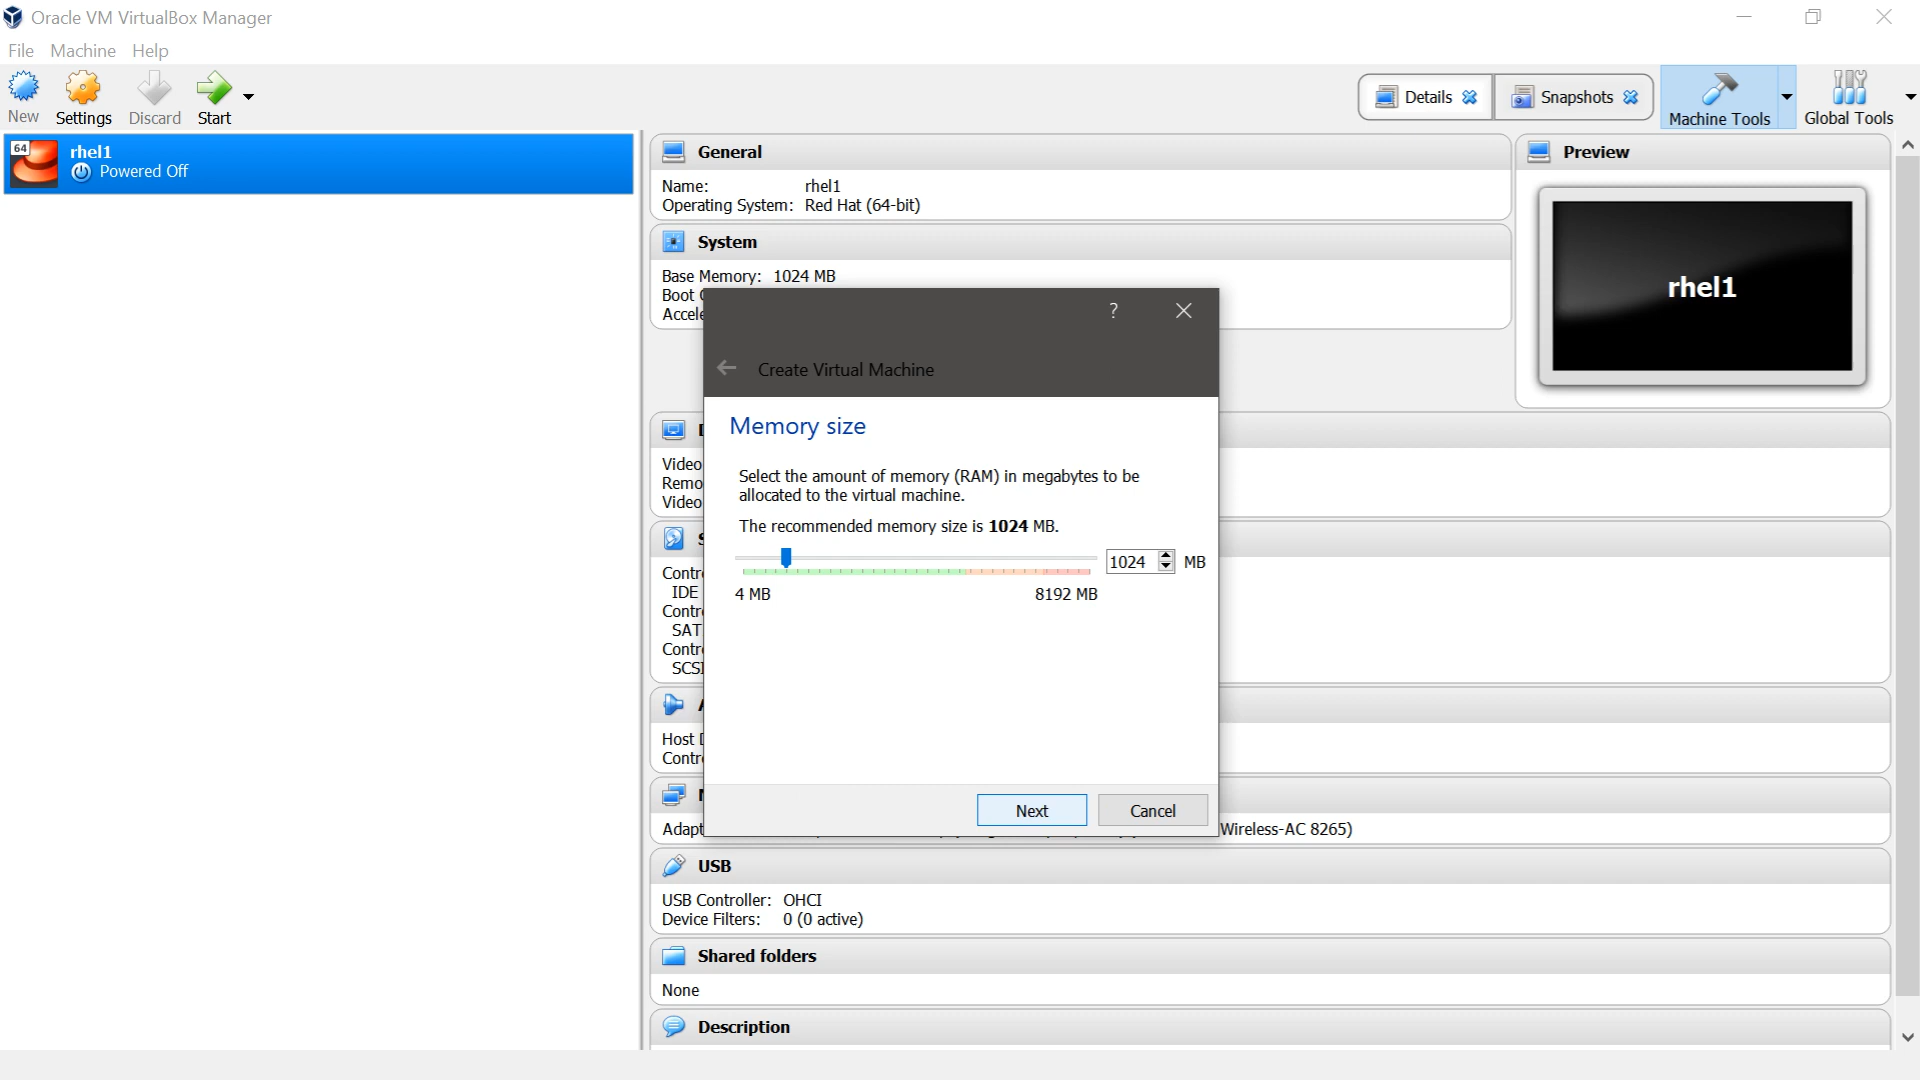 Oracle VM VirtualBox Manager
File Machine Help
New Settings Discard Start
Details Snapshots Machine Tools Global Tools
64
rhel1
Powered Off
General
Name: rhel1
Operating System: Red Hat (64-bit)
System
Base Memory: 1024 MB
Boot
Preview
rhel1
?
Create Virtual Machine
Memory size
Select the amount of memory (RAM) in megabytes to be
allocated to the virtual machine.
The recommended memory size is 1024 MB.
1024 MB
4 MB 8192 MB
Next Cancel
Video
Remo
Video
Contr
IDE
Contr
SAT
Contr
SCSI
Host
Contr
Adapt
Wireless-AC 8265)
USB
USB Controller: OHCI
Device Filters: 0 (0 active)
Shared folders
None
Description